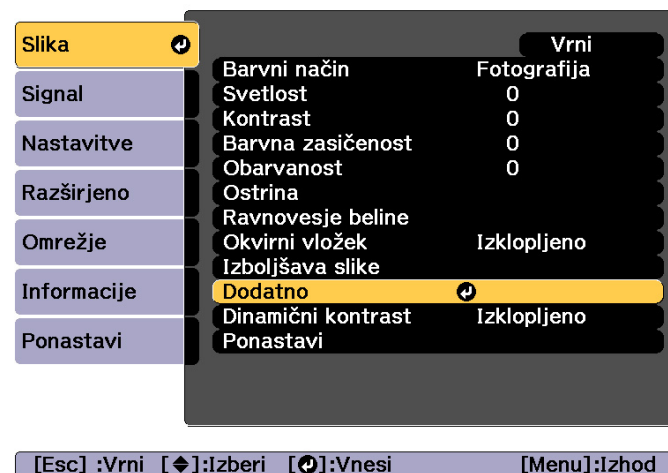 Slika
Signal
Nastavitve
Razširjeno
Omrežje
Informacije
Ponastavi
Vrni
Barvni način Fotografija
Svetlost 0
Kontrast 0
Barvna zasičenost 0
Obarvanost 0
Ostrina
Ravnovesje beline
Okvirni vložek Izklopljeno
Izboljšava slike
Dodatno
Dinamični kontrast Izklopljeno
Ponastavi
[Esc] :Vrni [◆]:Izberi [↵]:Vnesi [Menu]:Izhod